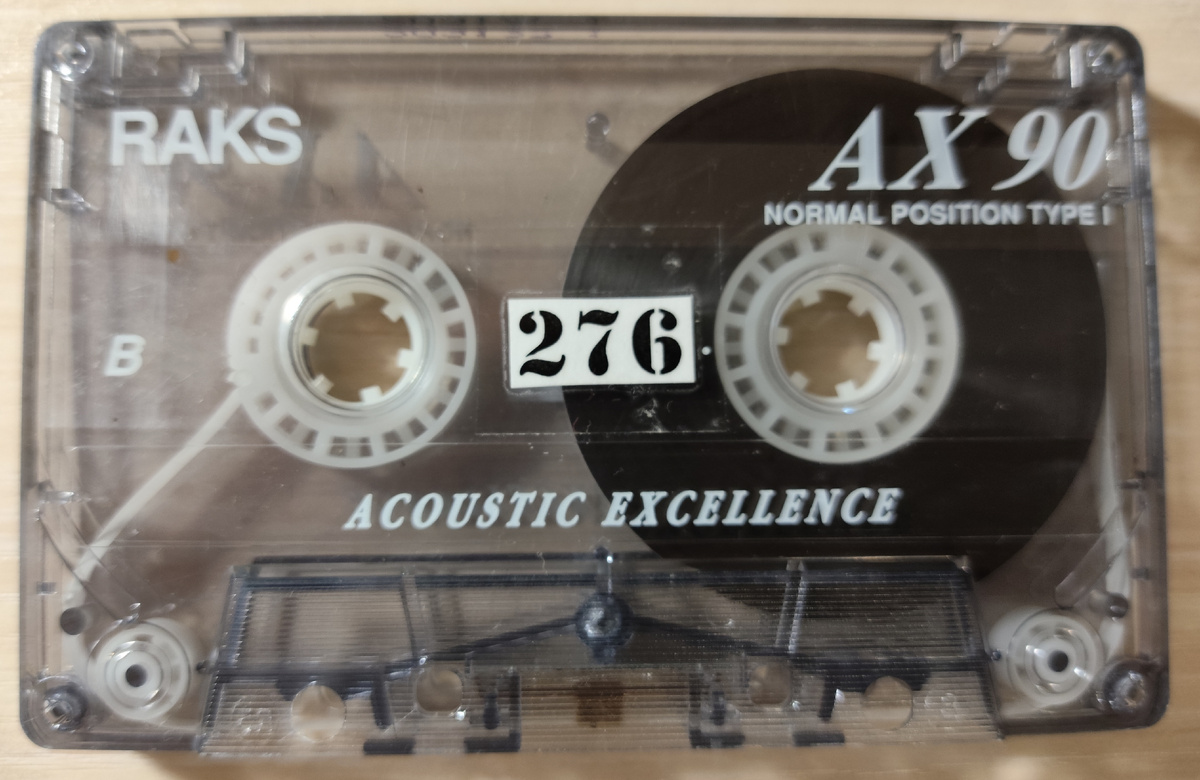 RAKS
AX 90
NORMAL POSITION TYPE I
B
276
ACOUSTIC EXCELLENCE